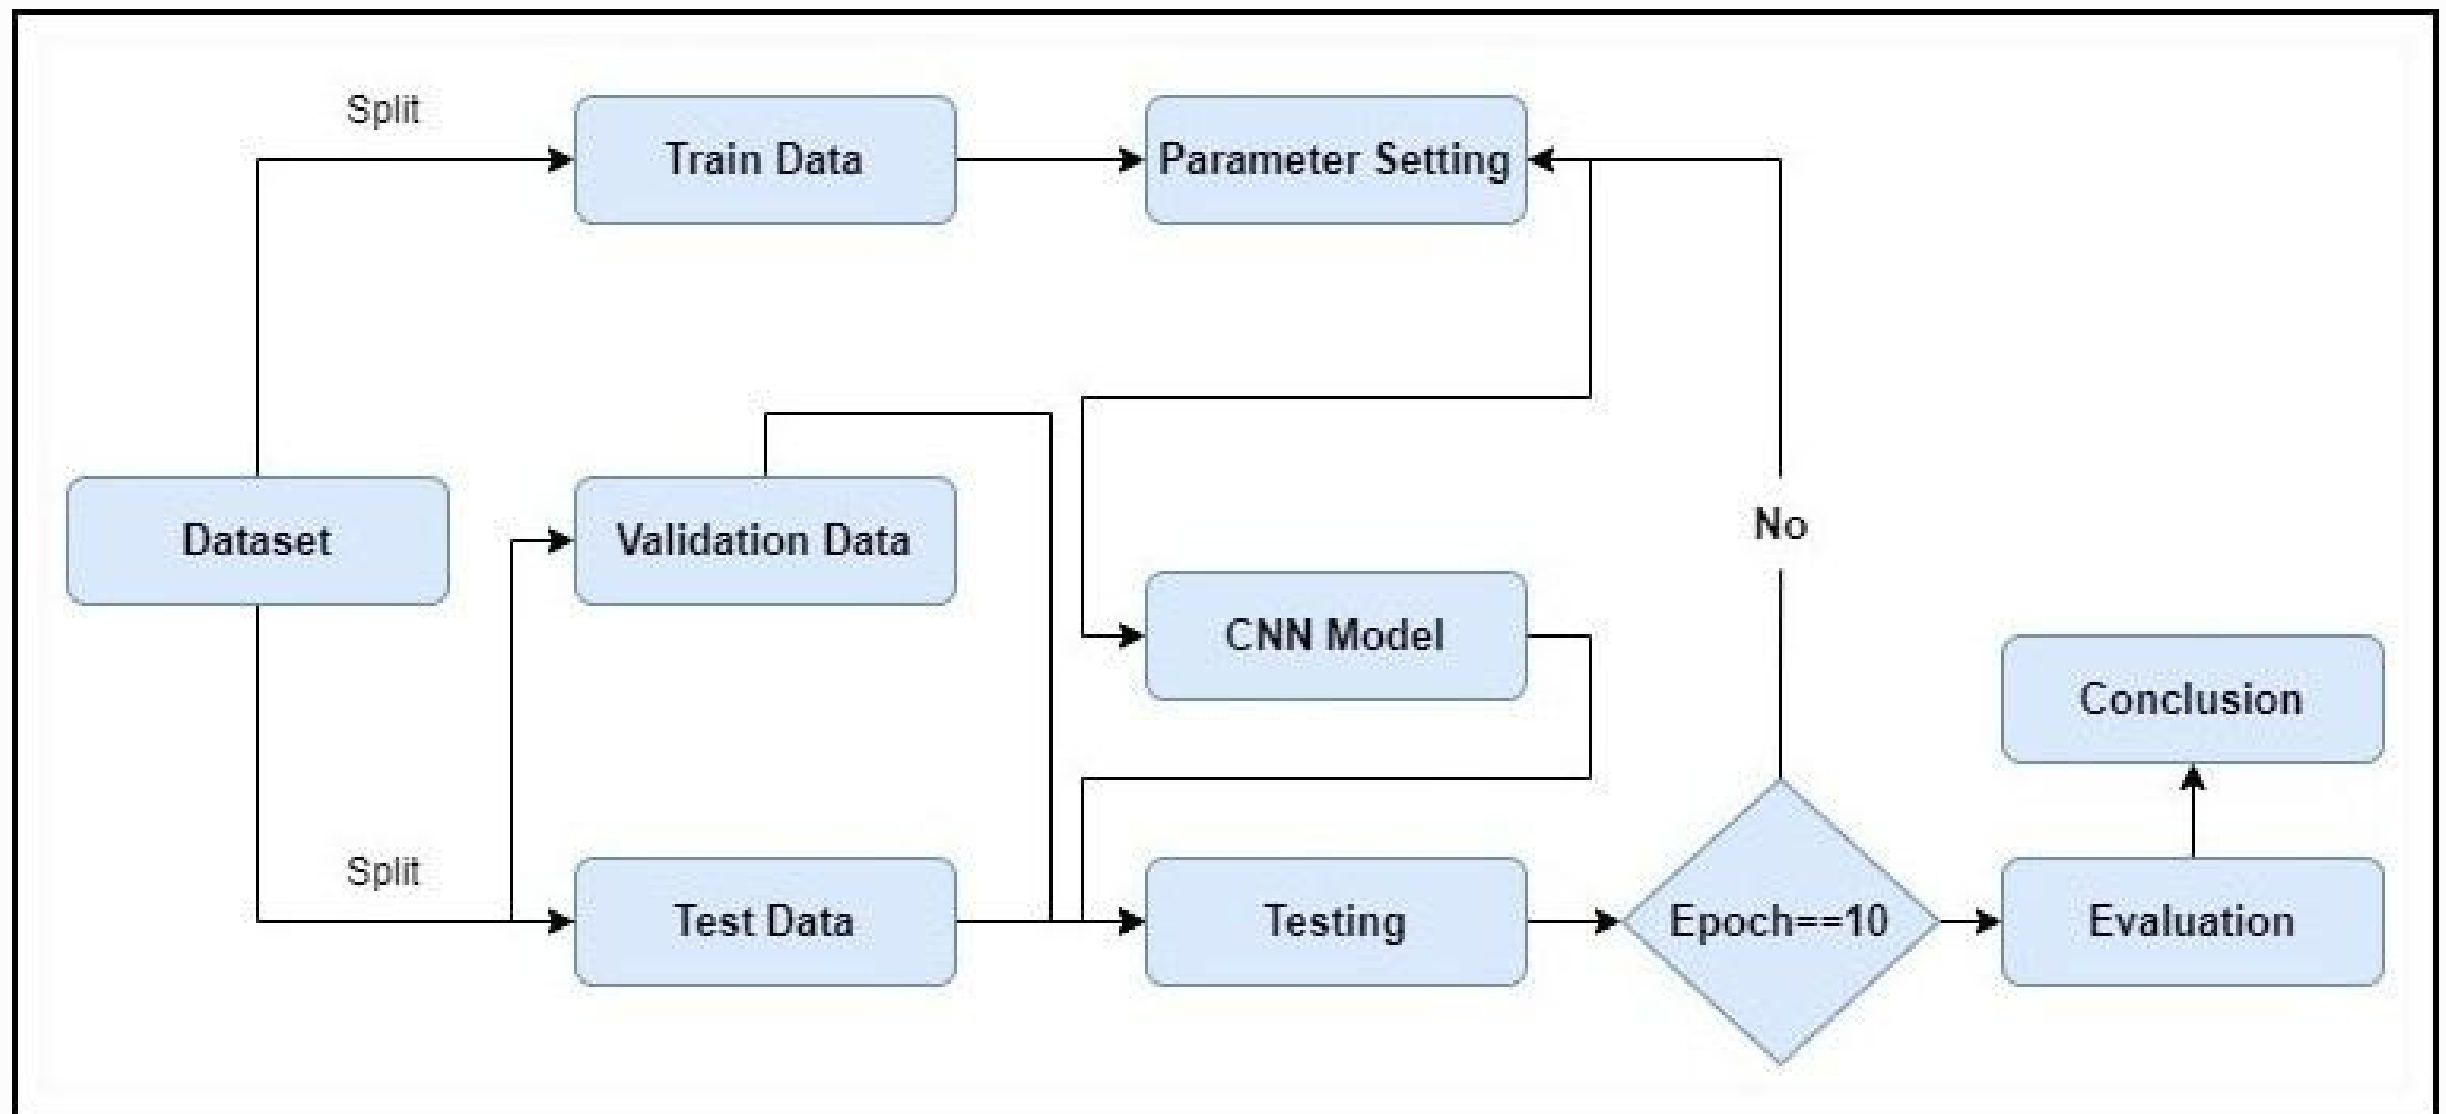 Split
Train Data
Parameter Setting
Dataset
Validation Data
No
CNN Model
Conclusion
Split
Test Data
Testing
Epoch==10
Evaluation